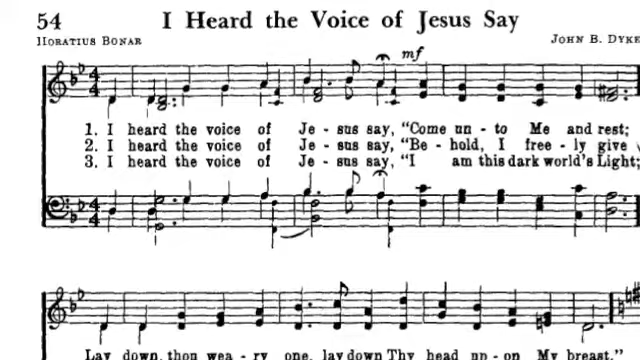 54 I Heard the Voice of Jesus Say
HORATIUS BONAR JOHN B. DYKE
mf
1. I heard the voice of Je - sus say, "Come un - to Me and rest;
2. I heard the voice of Je - sus say, "Be - hold, I free - ly give
3. I heard the voice of Je - sus say, "I am this dark world's Light;
Lay down, thou wea - ry one, lay down Thy head up - on My breast."